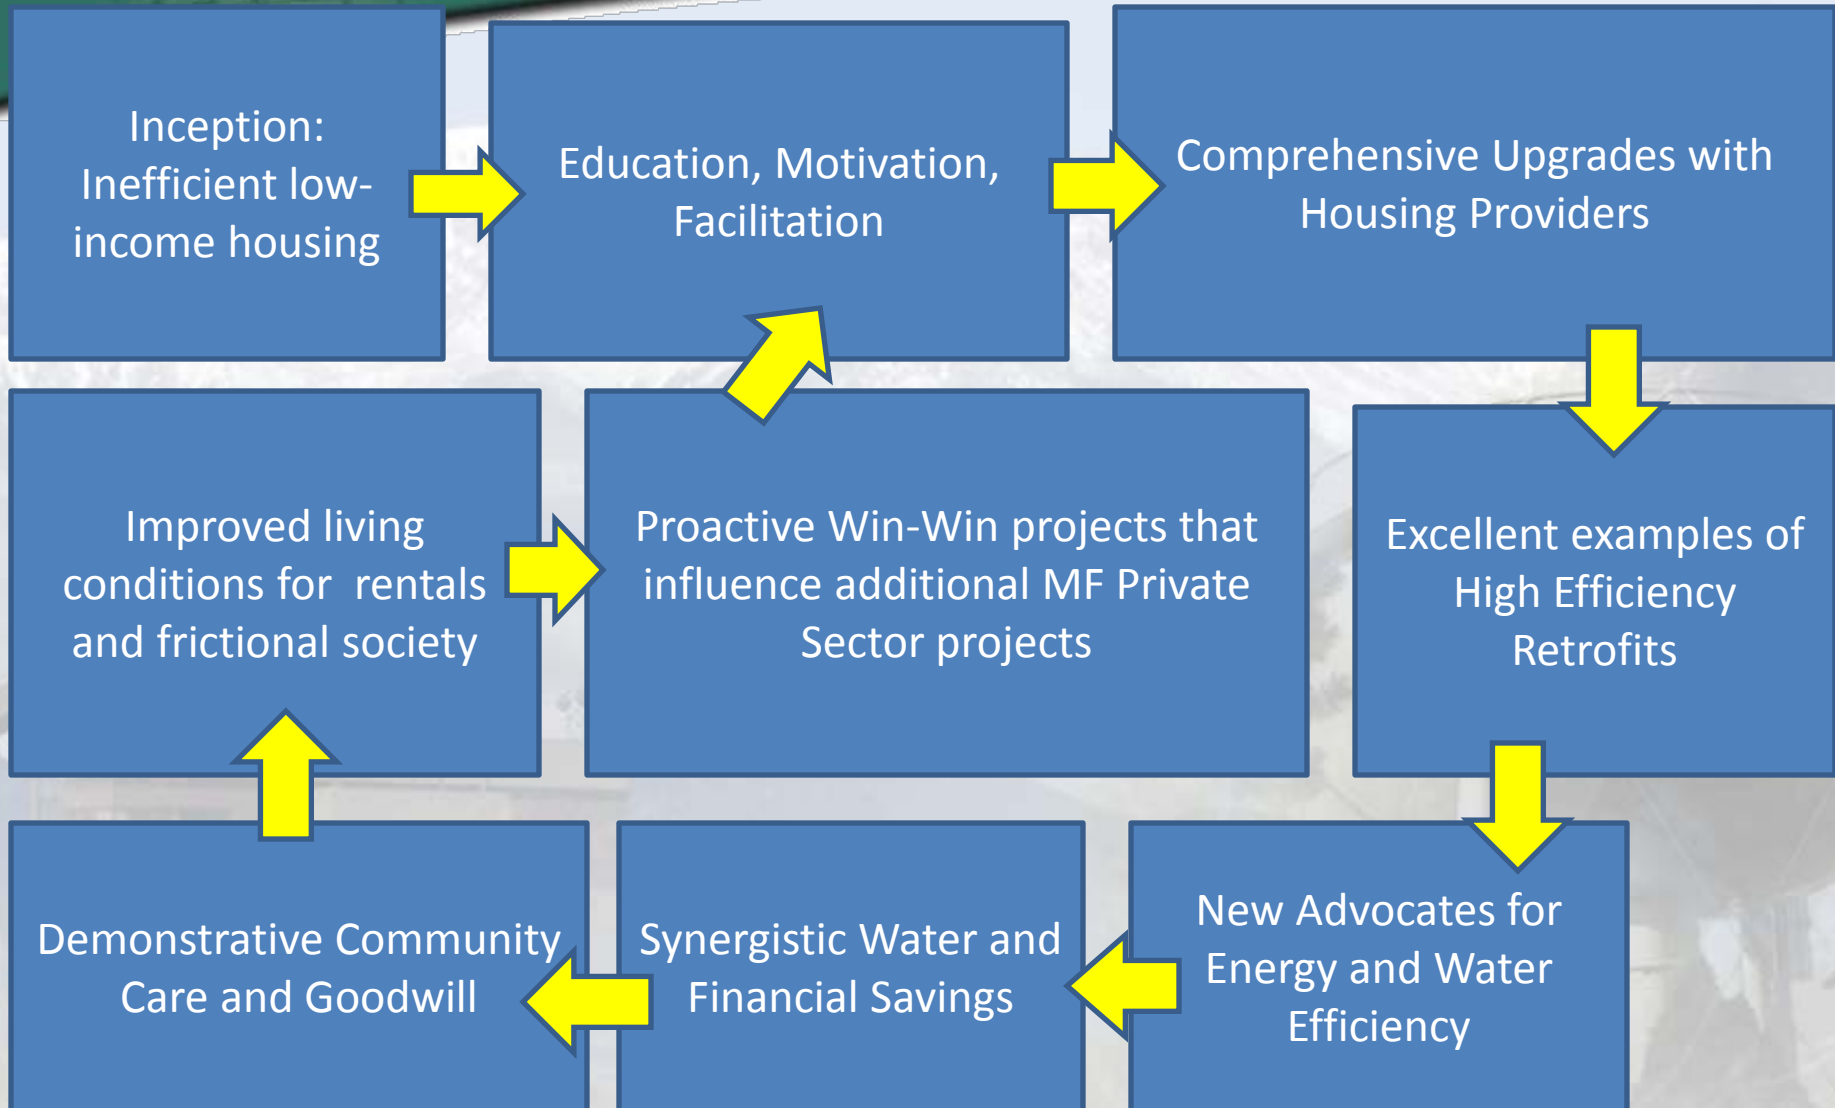 Inception:
Inefficient low-
income housing
Education, Motivation,
Facilitation
Comprehensive Upgrades with
Housing Providers
Improved living
conditions for  rentals
and frictional society
Proactive Win-Win projects that
influence additional MF Private
Sector projects
Excellent examples of
High Efficiency
Retrofits
Demonstrative Community
Care and Goodwill
Synergistic Water and
Financial Savings
New Advocates for
Energy and Water
Efficiency